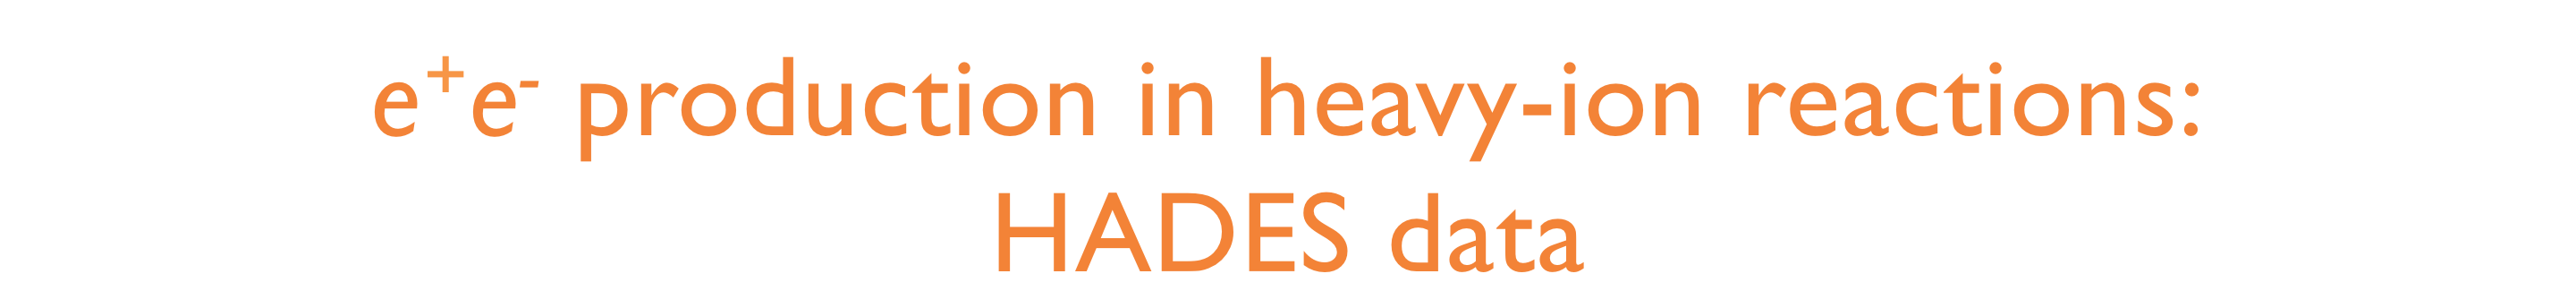 e⁺e⁻ production in heavy-ion reactions:
HADES data